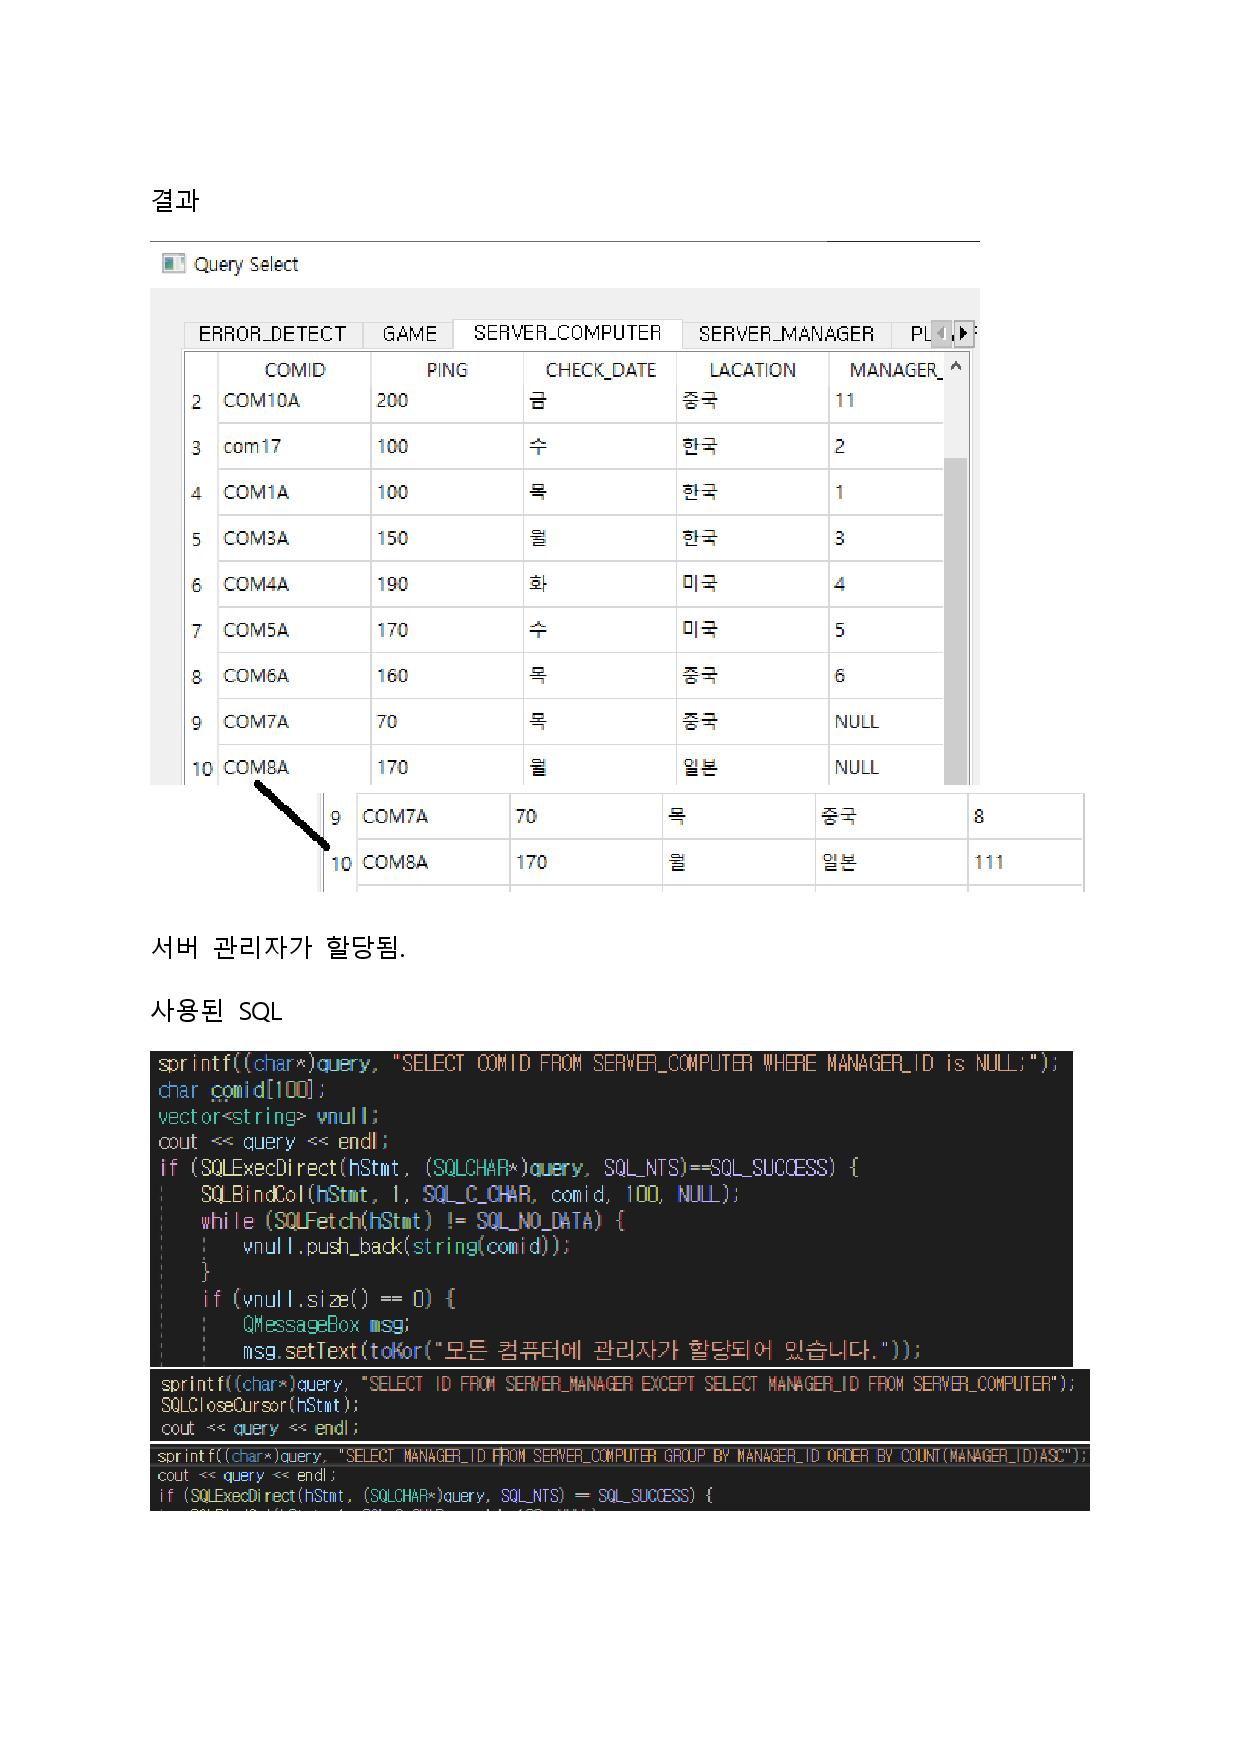 결과
Query Select
ERROR_DETECT GAME SERVER_COMPUTER SERVER_MANAGER
COMID PING CHECK_DATE LACATION MANAGER_
2 COM10A 200 금 중국 11
3 com17 100 수 한국 2
4 COM1A 100 목 한국 1
5 COM3A 150 월 한국 3
6 COM4A 190 화 미국 4
7 COM5A 170 수 미국 5
8 COM6A 160 목 중국 6
9 COM7A 70 목 중국 NULL
10 COM8A 170 월 일본 NULL
9 COM7A 70 목 중국 8
10 COM8A 170 월 일본 111
서버 관리자가 할당됨.
사용된 SQL
sprintf((char*)query, "SELECT COMID FROM SERVER_COMPUTER WHERE MANAGER_ID is NULL;");
char comid[100];
vector<string> vnull;
cout << query << endl;
if (SQLExecDirect(hStmt, (SQLCHAR*)query, SQL_NTS)==SQL_SUCCESS) {
SQLBindCol(hStmt, 1, SQL_C_CHAR, comid, 100, NULL);
while (SQLFetch(hStmt) != SQL_NO_DATA) {
vnull.push_back(string(comid));
}
if (vnull.size() == 0) {
QMessageBox msg;
msg.setText(toKor("모든 컴퓨터에 관리자가 할당되어 있습니다."));
sprintf((char*)query, "SELECT ID FROM SERVER_MANAGER EXCEPT SELECT MANAGER_ID FROM SERVER_COMPUTER");
SQLCloseCursor(hStmt);
cout << query << endl;
sprintf((char*)query, "SELECT MANAGER_ID FROM SERVER_COMPUTER GROUP BY MANAGER_ID ORDER BY COUNT(MANAGER_ID)ASC");
cout << query << endl;
if (SQLExecDirect(hStmt, (SQLCHAR*)query, SQL_NTS) == SQL_SUCCESS) {